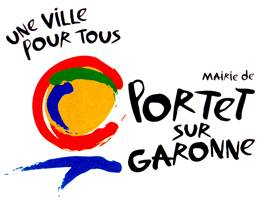 UNE VILLE
POUR TOUS
MAIRIE de
PORTET
SUR
GARONNE